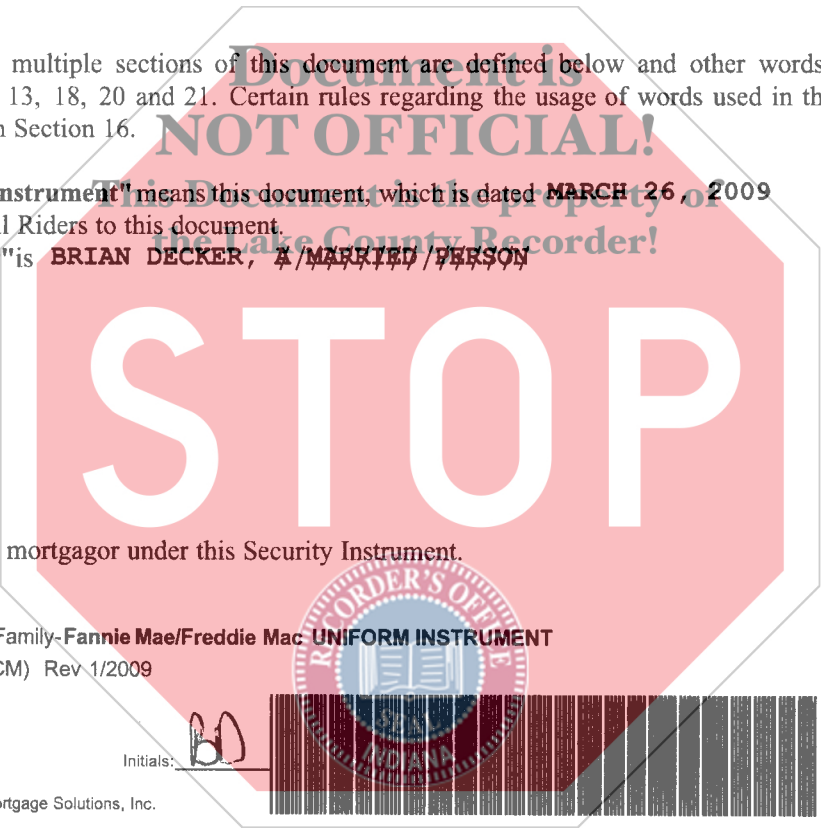 Document is
multiple sections of this document are defined below and other words
13, 18, 20 and 21. Certain rules regarding the usage of words used in th
n Section 16.
NOT OFFICIAL!
nstrument" means this document, which is dated MARCH 26, 2009
This Document is the property of
l Riders to this document.
the Lake County Recorder!
" is BRIAN DECKER, A MARRIED PERSON
STOP
mortgagor under this Security Instrument.
RECORDER'S OFFICE
Family-Fannie Mae/Freddie Mac UNIFORM INSTRUMENT
CM) Rev 1/2009
SEAL
INDIANA
Initials: BD
ortgage Solutions, Inc.